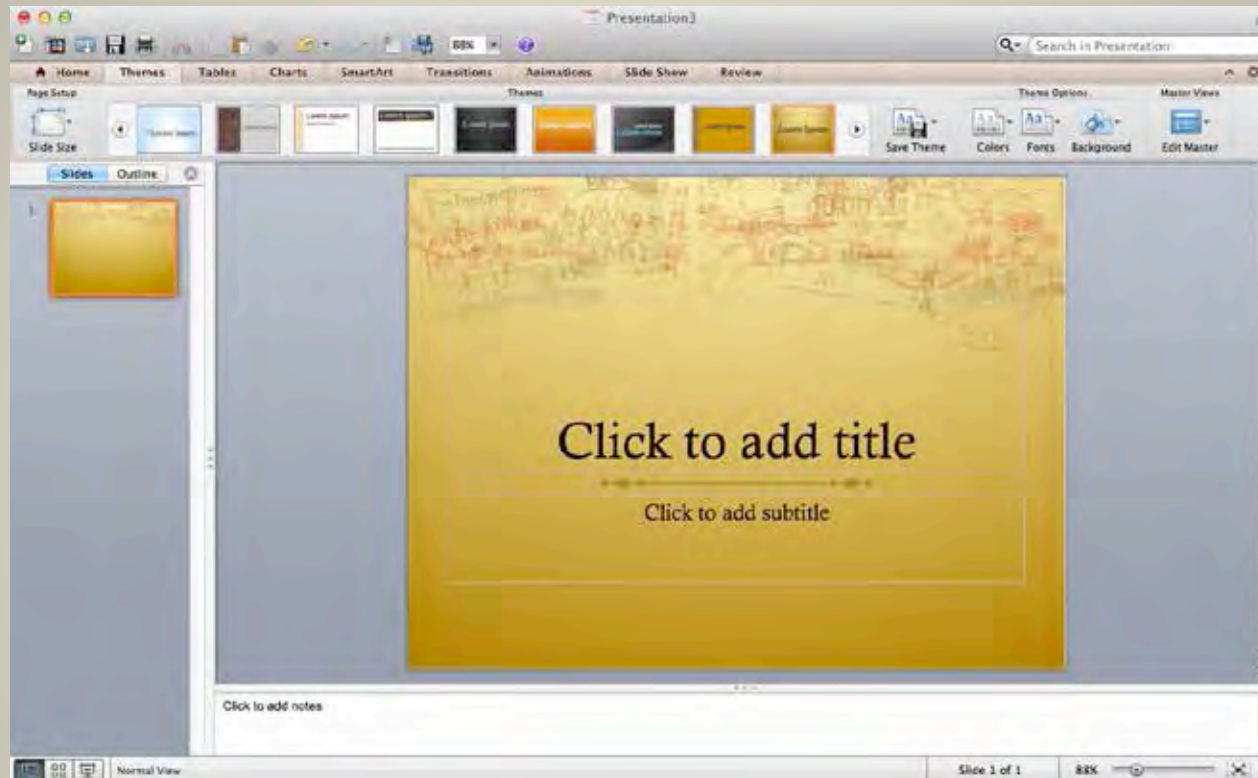 Presentation3
88%
Search in Presentation
Home Themes Tables Charts SmartArt Transitions Animations Slide Show Review
Page Setup Themes Theme Options Master Views
Slide Size Save Theme Colors Fonts Background Edit Master
Slides Outline
1
Click to add title
Click to add subtitle
Click to add notes
Normal View Slide 1 of 1 88%